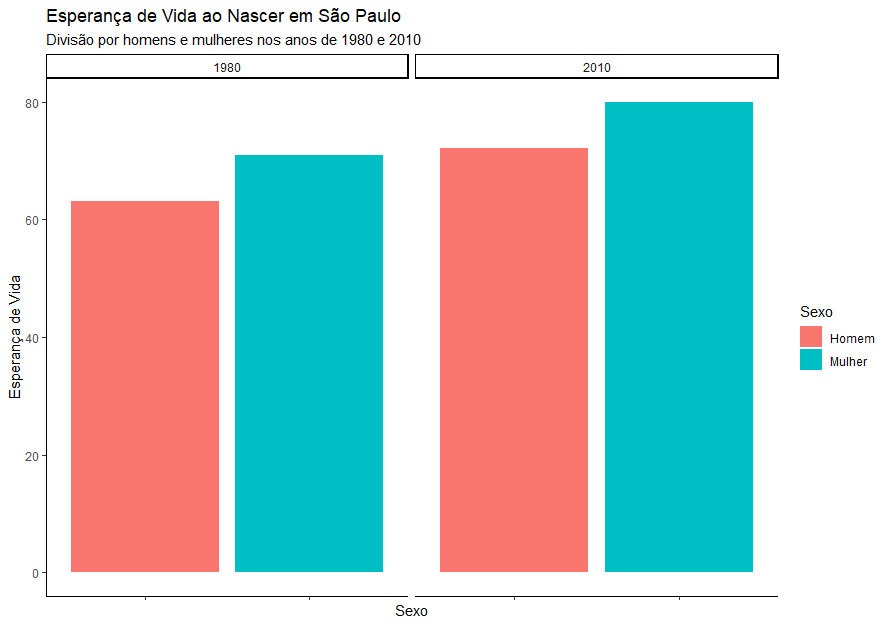 Esperança de Vida ao Nascer em São Paulo
Divisão por homens e mulheres nos anos de 1980 e 2010
1980
2010
80
60
40
20
0
Esperança de Vida
Sexo
Sexo
Homem
Mulher